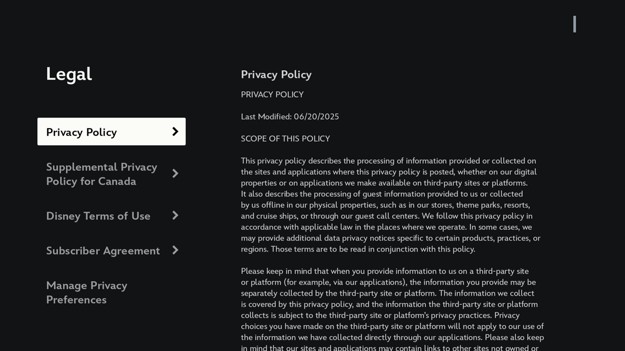 Legal
Privacy Policy
Supplemental Privacy
Policy for Canada
Disney Terms of Use
Subscriber Agreement
Manage Privacy
Preferences
Privacy Policy
PRIVACY POLICY
Last Modified: 06/20/2025
SCOPE OF THIS POLICY
This privacy policy describes the processing of information provided or collected on
the sites and applications where this privacy policy is posted, whether on our digital
properties or on applications we make available on third-party sites or platforms.
It also describes the processing of guest information provided to us or collected
by us offline in our physical properties, such as in our stores, theme parks, resorts,
and cruise ships, or through our guest call centers. We follow this privacy policy in
accordance with applicable law in the places where we operate. In some cases, we
may provide additional data privacy notices specific to certain products, practices, or
regions. Those terms are to be read in conjunction with this policy.
Please keep in mind that when you provide information to us on a third-party site
or platform (for example, via our applications), the information you provide may be
separately collected by the third-party site or platform. The information we collect
is covered by this privacy policy, and the information the third-party site or platform
collects is subject to the third-party site or platform's privacy practices. Privacy
choices you have made on the third-party site or platform will not apply to our use of
the information we have collected directly through our applications. Please also keep
in mind that our sites and applications may contain links to other sites not owned or